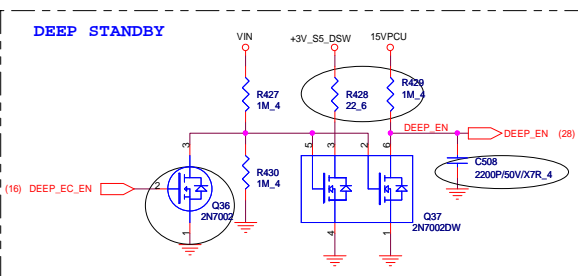 DEEP STANDBY
VIN
+3V_S5_DSW
15VPCU
R427
1M_4
R428
22_6
R429
1M_4
DEEP_EN
DEEP_EN (28)
3
5
3
2
6
R430
1M_4
C508
2200P/50V/X7R_4
(16) DEEP_EC_EN
2
Q36
2N7002
Q37
2N7002DW
1
4
1